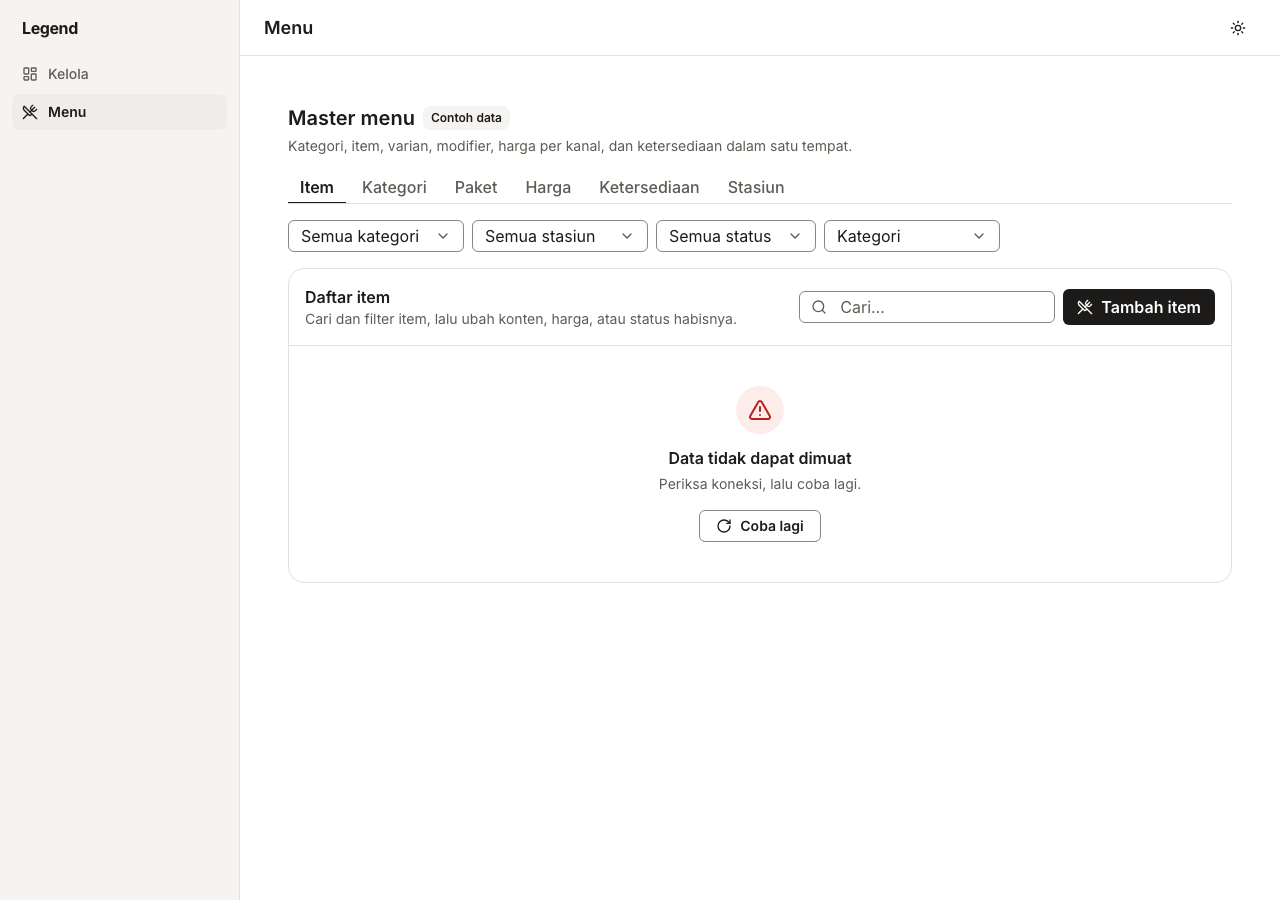 Legend
Kelola
Menu
Menu
Master menu Contoh data
Kategori, item, varian, modifier, harga per kanal, dan ketersediaan dalam satu tempat.
Item Kategori Paket Harga Ketersediaan Stasiun
Semua kategori Semua stasiun Semua status Kategori
Daftar item
Cari dan filter item, lalu ubah konten, harga, atau status habisnya.
Cari... Tambah item
Data tidak dapat dimuat
Periksa koneksi, lalu coba lagi.
Coba lagi